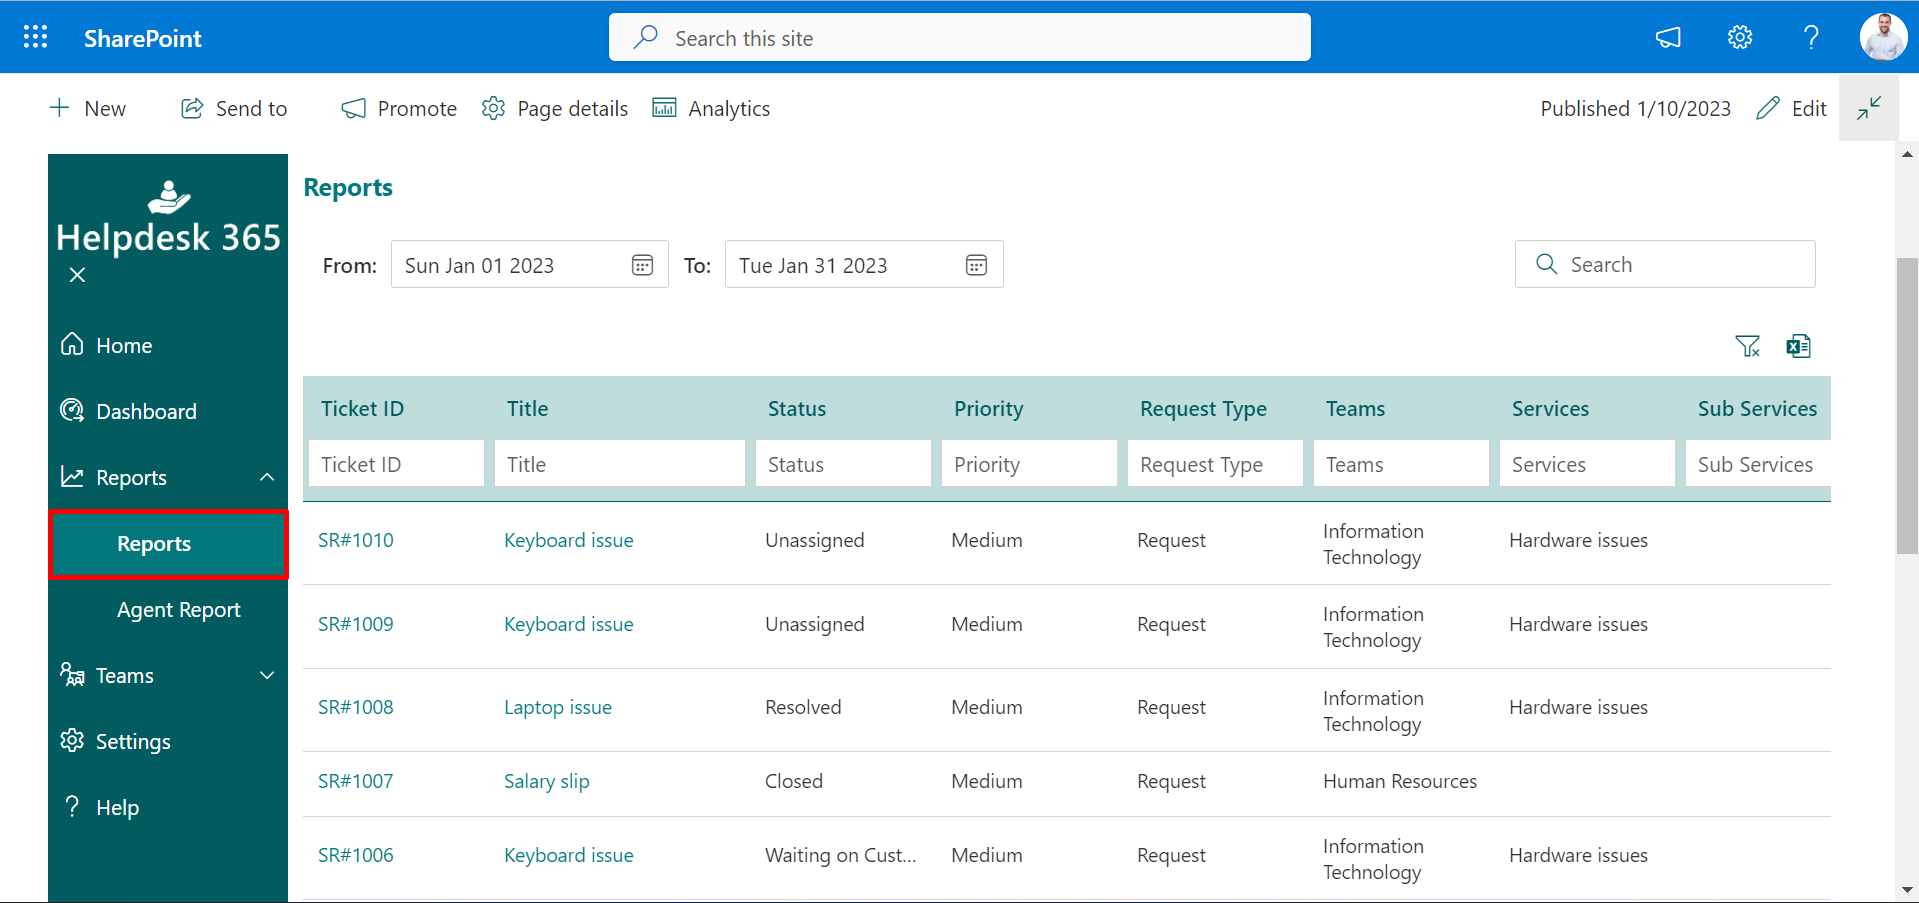 SharePoint
Search this site
New
Send to
Promote
Page details
Analytics
Published 1/10/2023
Edit
Helpdesk 365
Home
Dashboard
Reports
Reports
Agent Report
Teams
Settings
Help
Reports
From: Sun Jan 01 2023 To: Tue Jan 31 2023
Search
Ticket ID Title Status Priority Request Type Teams Services Sub Services
Ticket ID Title Status Priority Request Type Teams Services Sub Services
SR#1010 Keyboard issue Unassigned Medium Request Information Technology Hardware issues
SR#1009 Keyboard issue Unassigned Medium Request Information Technology Hardware issues
SR#1008 Laptop issue Resolved Medium Request Information Technology Hardware issues
SR#1007 Salary slip Closed Medium Request Human Resources
SR#1006 Keyboard issue Waiting on Cust... Medium Request Information Technology Hardware issues